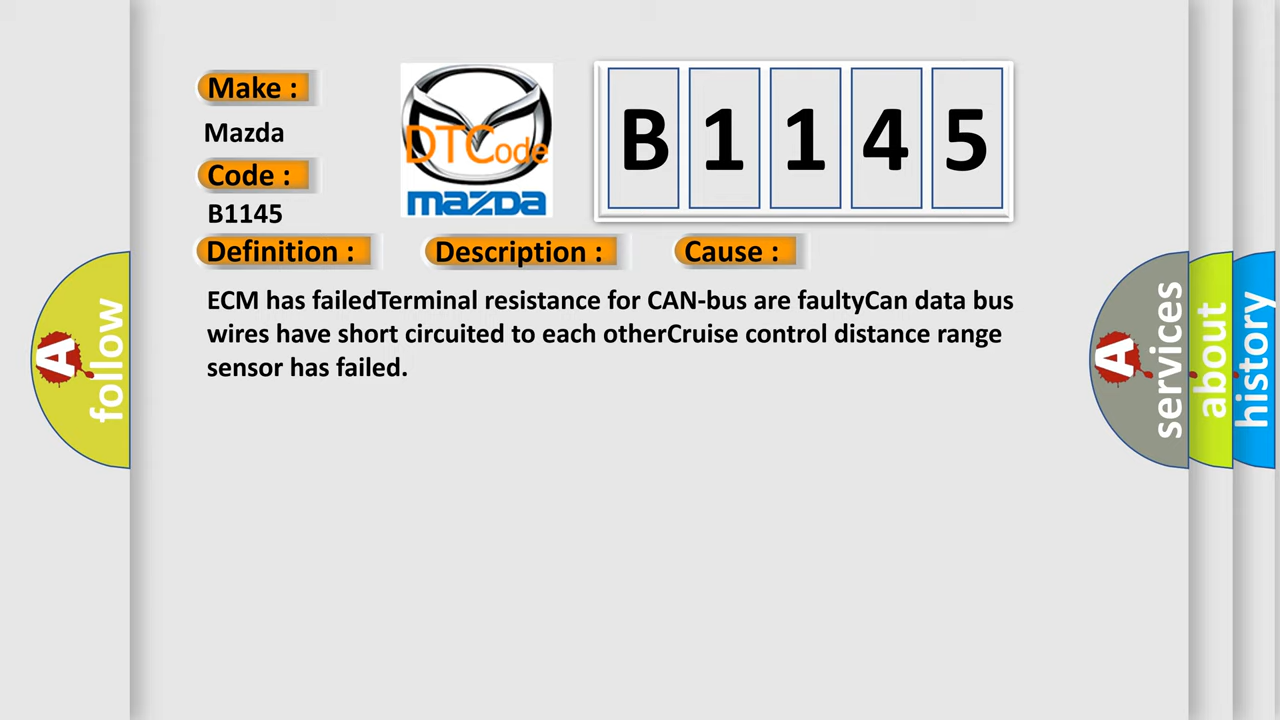 Make :
Mazda
Code :
B1145
DTCode
mazda
B 1 1 4 5
Definition :
Description :
Cause :
ECM has failedTerminal resistance for CAN-bus are faultyCan data bus
wires have short circuited to each otherCruise control distance range
sensor has failed.
A follow
A services
about
history